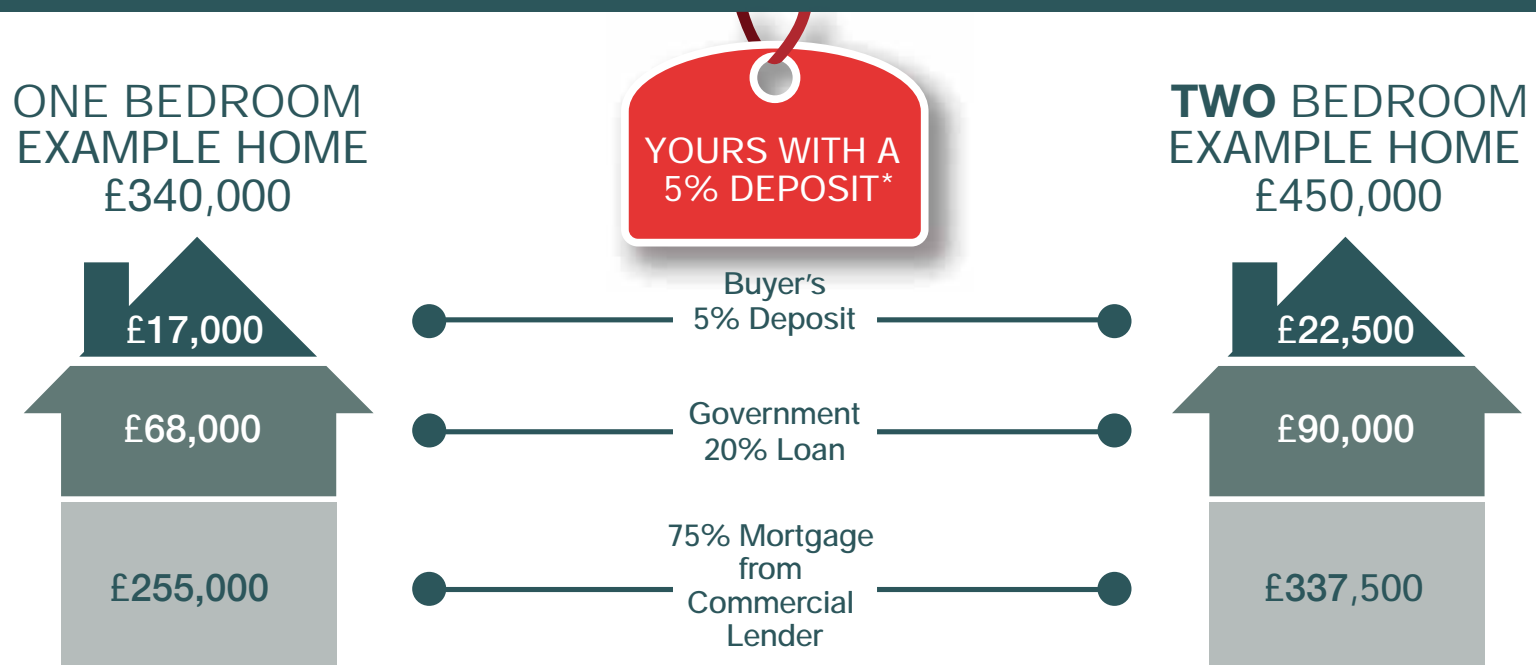 ONE BEDROOM
EXAMPLE HOME
£340,000
£17,000
£68,000
£255,000
YOURS WITH A
5% DEPOSIT*
Buyer's
5% Deposit
Government
20% Loan
75% Mortgage
from
Commercial
Lender
TWO BEDROOM
EXAMPLE HOME
£450,000
£22,500
£90,000
£337,500